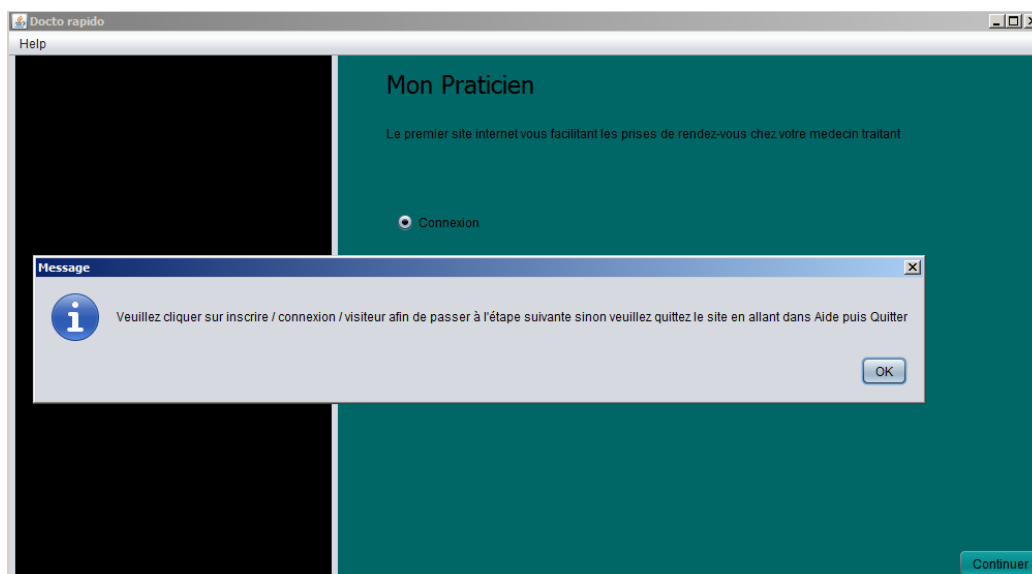 Docto rapido
Help
Mon Praticien
Le premier site internet vous facilitant les prises de rendez-vous chez votre medecin traitant
Connexion
Message
Veuillez cliquer sur inscrire / connexion / visiteur afin de passer à l'étape suivante sinon veuillez quittez le site en allant dans Aide puis Quitter
OK
Continuer